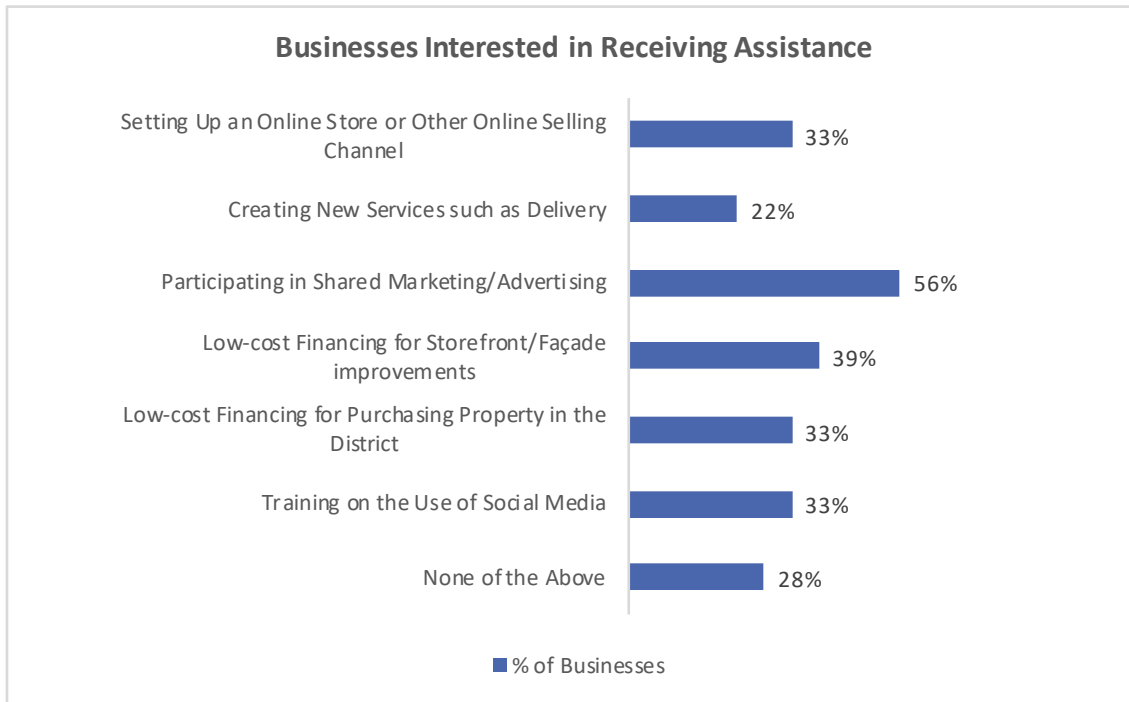 Businesses Interested in Receiving Assistance
Setting Up an Online Store or Other Online Selling
Channel
33%
Creating New Services such as Delivery
22%
Participating in Shared Marketing/Advertising
56%
Low-cost Financing for Storefront/Façade
improvements
39%
Low-cost Financing for Purchasing Property in the
District
33%
Training on the Use of Social Media
33%
None of the Above
28%
% of Businesses